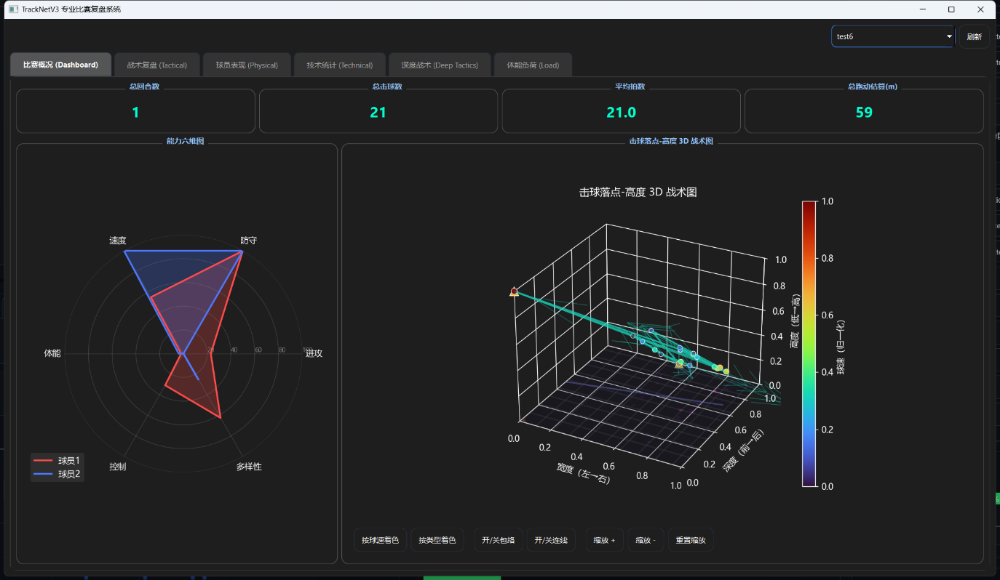 TrackNetV3 专业比赛复盘系统
test6
刷新
比赛概况 (Dashboard)
战术复盘 (Tactical)
球员表现 (Physical)
技术统计 (Technical)
深度战术 (Deep Tactics)
体能负荷 (Load)
总回合数
总击球数
平均拍数
总跑动估算(m)
1
21
21.0
59
能力六维图
速度
防守
体能
进攻
控制
多样性
20
40
60
80
100
球员1
球员2
击球落点-高度 3D 战术图
击球落点-高度 3D 战术图
1.0
0.8
0.6
0.4
0.2
0.0
高度（低→高）
1.0
0.8
0.6
0.4
0.2
0.0
深度（前→后）
0.0
0.2
0.4
0.6
0.8
1.0
宽度（左→右）
1.0
0.8
0.6
0.4
0.2
0.0
球速（归一化）
按球速着色
按类型着色
开/关包络
开/关连线
缩放 +
缩放 -
重置缩放